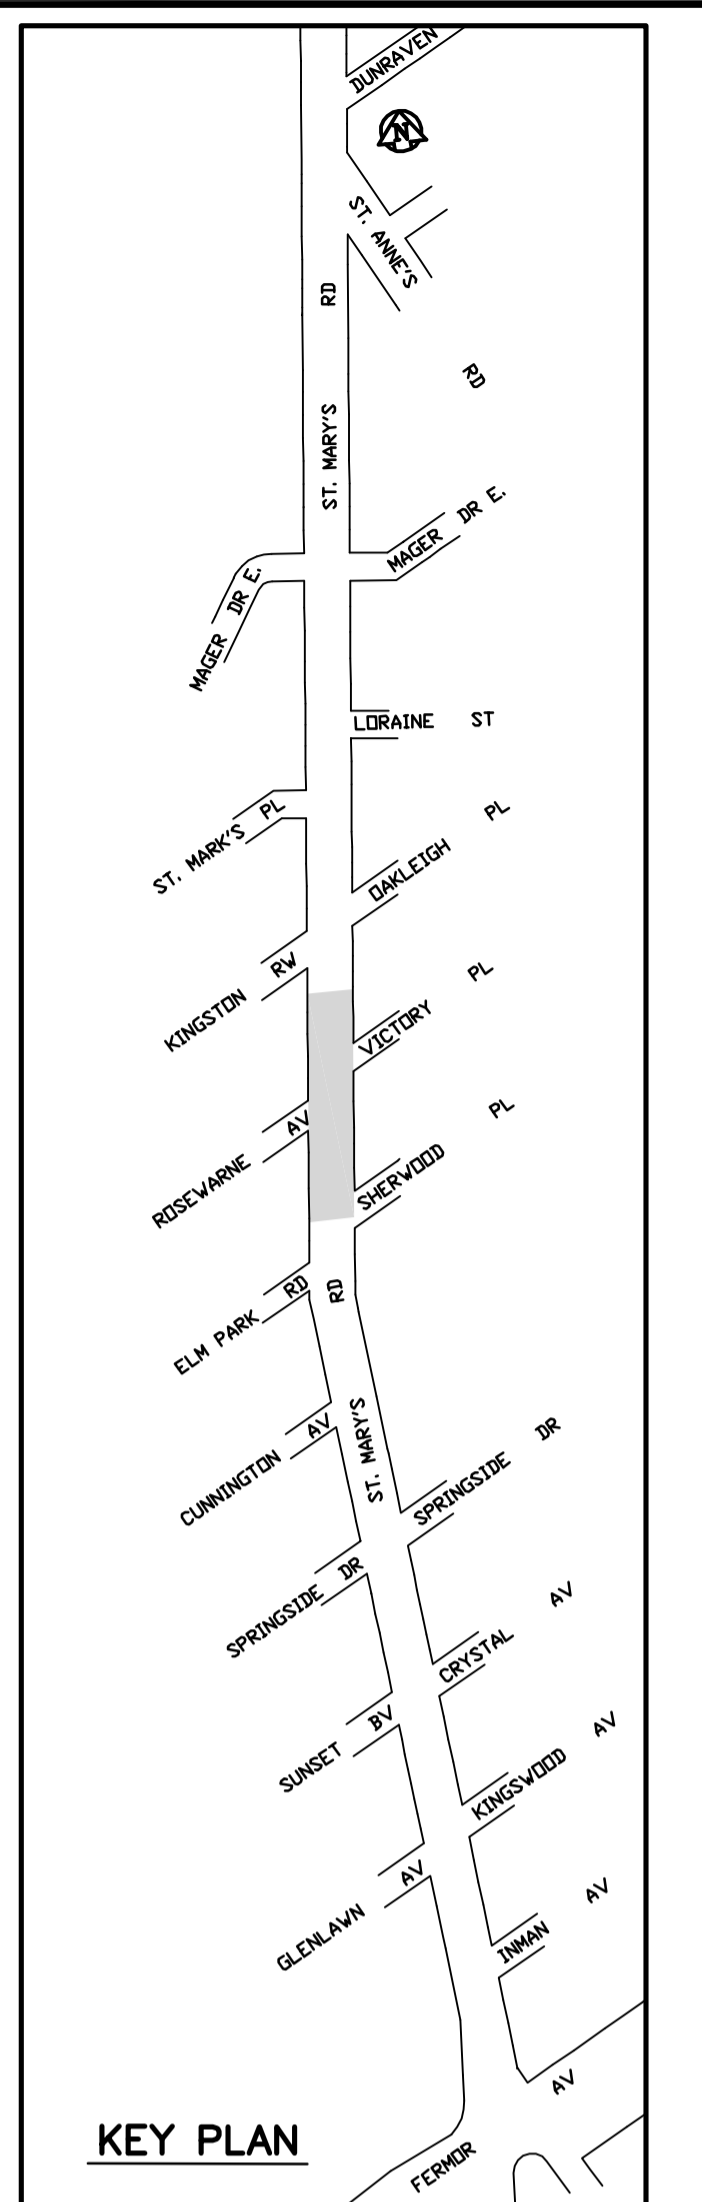 DUNRAVEN
N
ST. ANNE'S RD
ST. MARY'S RD
MAGER DR E.
MAGER DR E.
LORAINE ST
ST. MARK'S PL
OAKLEIGH PL
KINGSTON RW
VICTORY PL
ROSEWARNE AV
SHERWOOD PL
ELM PARK RD
ST. MARY'S RD
CUNNINGTON AV
SPRINGSIDE DR
SPRINGSIDE DR
CRYSTAL AV
SUNSET BV
KINGSWOOD AV
GLENLAWN AV
INMAN AV
FERMOR AV
KEY PLAN